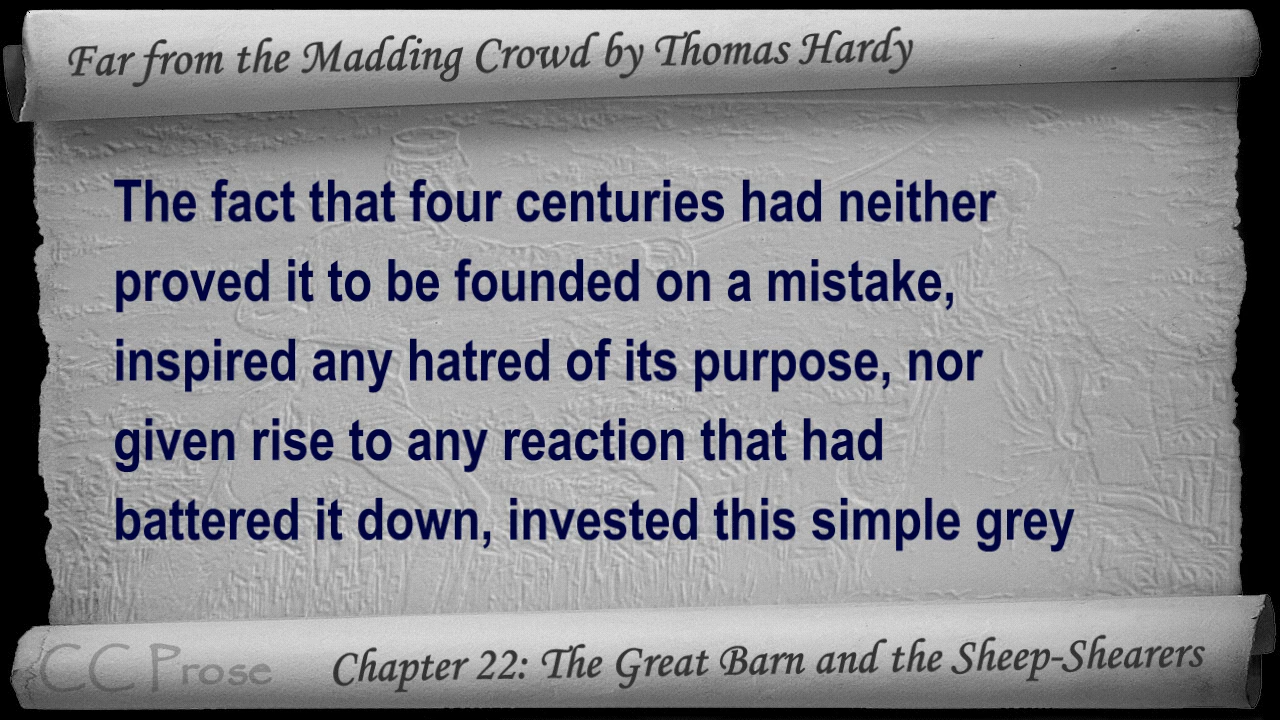 Far from the Madding Crowd by Thomas Hardy
The fact that four centuries had neither
proved it to be founded on a mistake,
inspired any hatred of its purpose, nor
given rise to any reaction that had
battered it down, invested this simple grey
CC Prose
Chapter 22: The Great Barn and the Sheep-Shearers